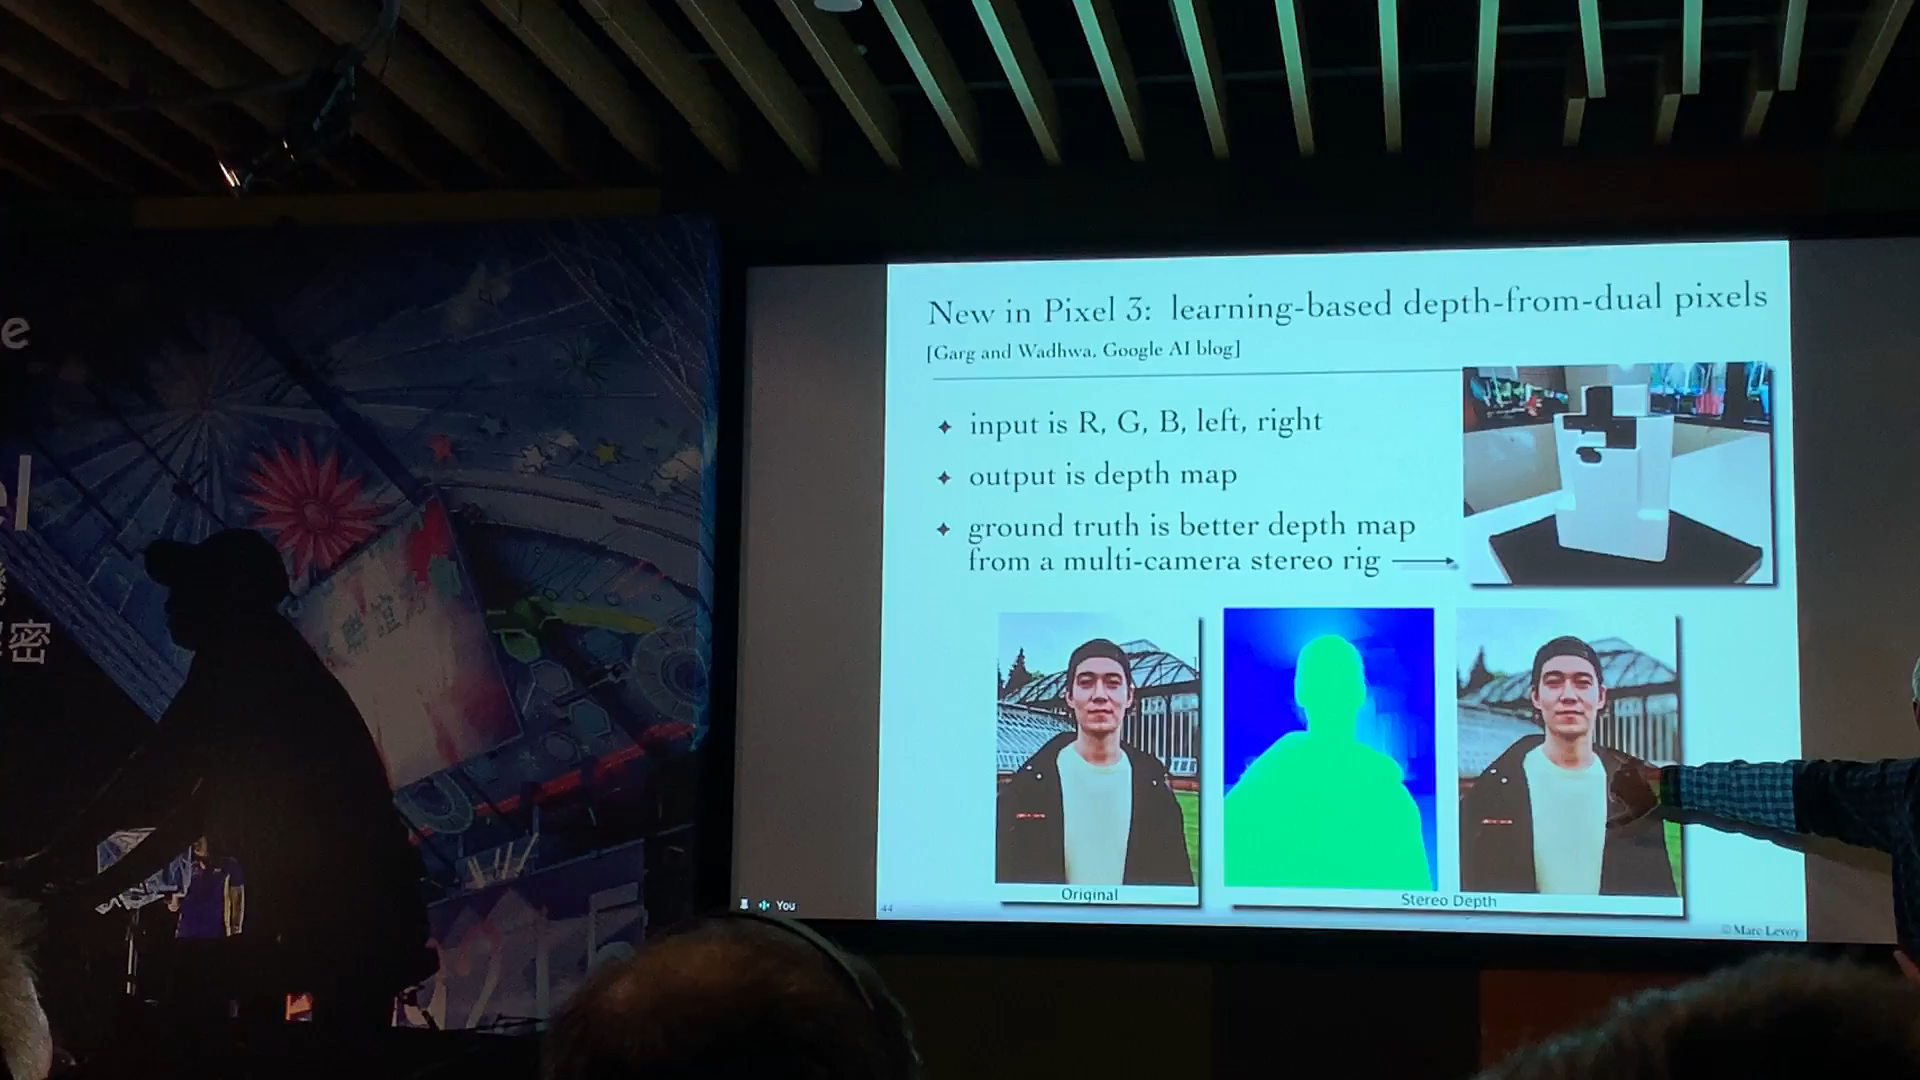 e
el
密
New in Pixel 3: learning-based depth-from-dual pixels
[Garg and Wadhwa, Google AI blog]
input is R, G, B, left, right
output is depth map
ground truth is better depth map
from a multi-camera stereo rig
Original
Stereo Depth
You
44
© Marc Levoy